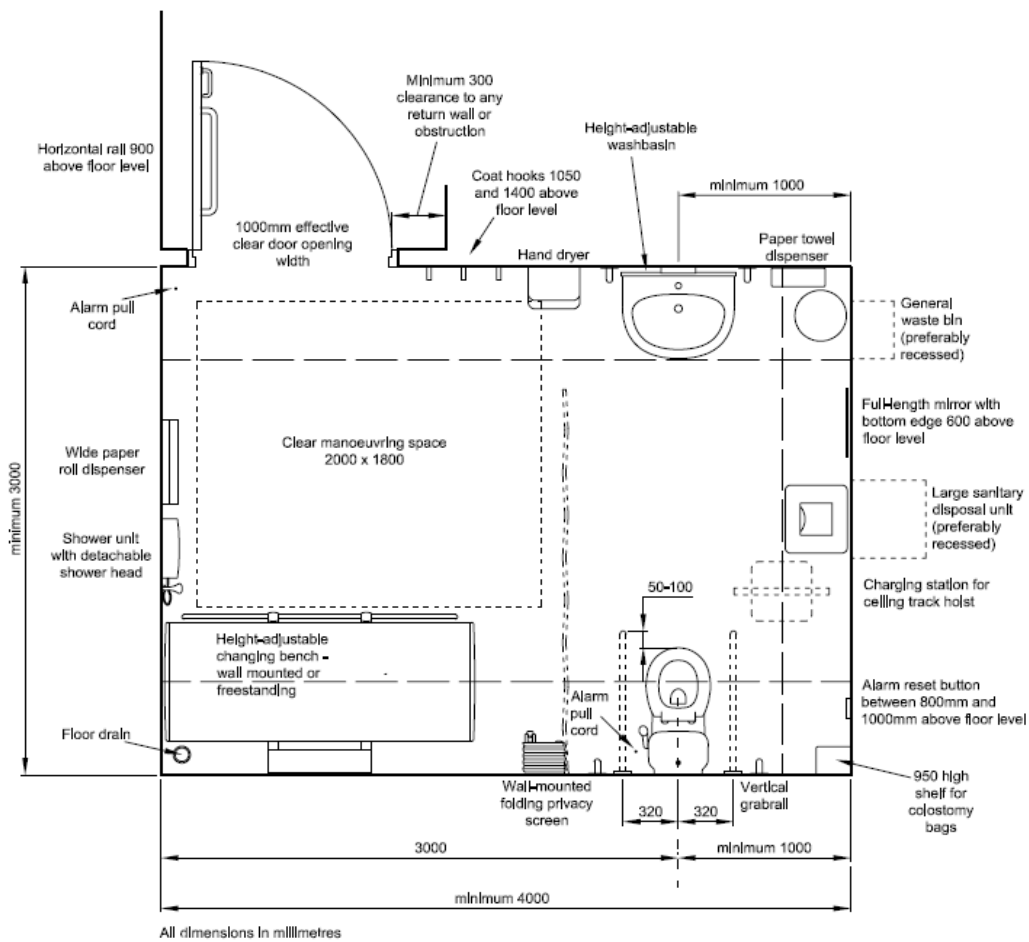 Minimum 300
clearance to any
return wall or
obstruction
Horizontal rail 900
above floor level
Height-adjustable
washbasin
Coat hooks 1050
and 1400 above
floor level
minimum 1000
1000mm effective
clear door opening
width
Hand dryer
Paper towel
dispenser
Alarm pull
cord
General
waste bin
(preferably
recessed)
Clear manoeuvring space
2000 x 1800
Full-length mirror with
bottom edge 600 above
floor level
Wide paper
roll dispenser
minimum 3000
Large sanitary
disposal unit
(preferably
recessed)
Shower unit
with detachable
shower head
50-100
Charging station for
ceiling track hoist
Height-adjustable
changing bench -
wall mounted or
freestanding
Alarm
pull
cord
Alarm reset button
between 800mm and
1000mm above floor level
Floor drain
Wall-mounted
folding privacy
screen
320
320
Vertical
grabrail
950 high
shelf for
colostomy
bags
3000
minimum 1000
minimum 4000
All dimensions in millimetres